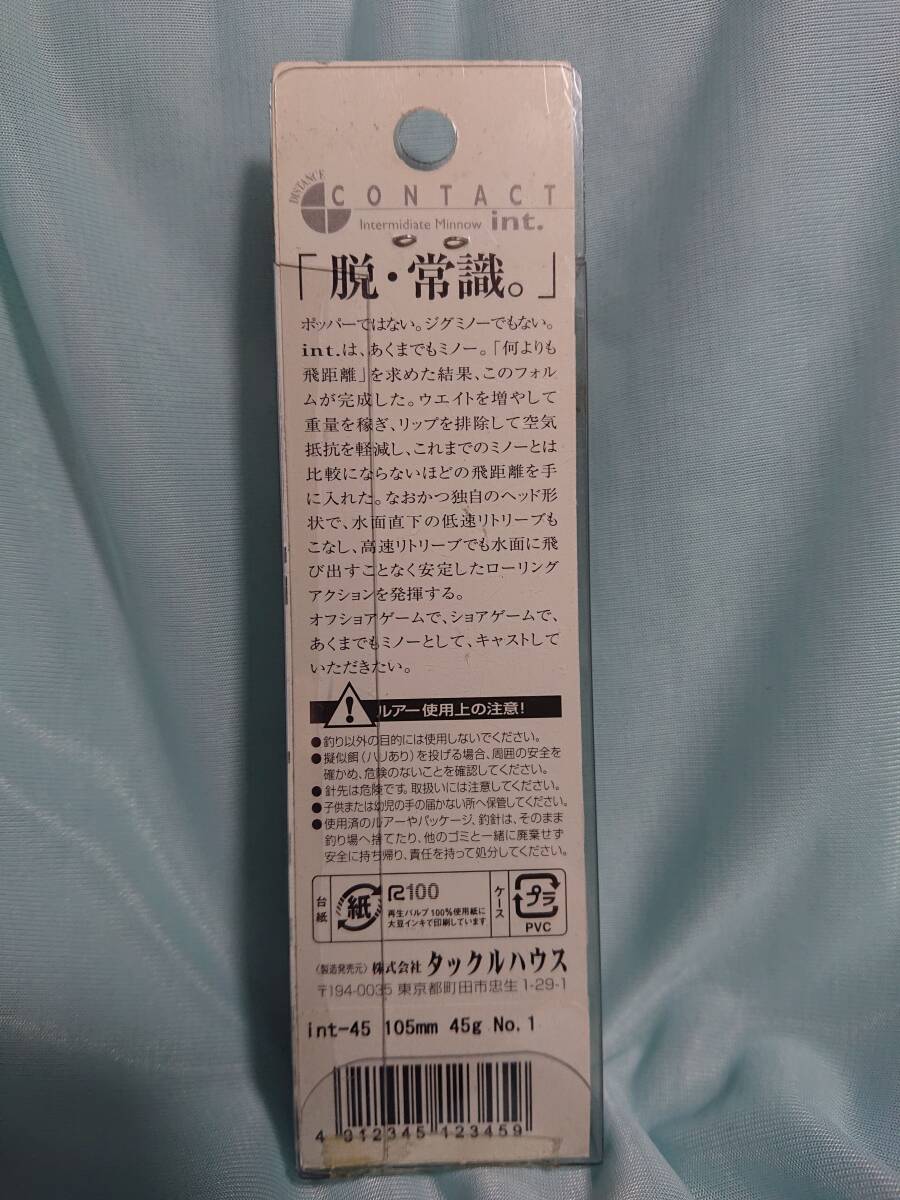 DISTANCE
CONTACT
Intermidiate Minnow int.
「脱・常識。」
ポッパーではない。ジグミノーでもない。
int.は、あくまでもミノー。「何よりも
飛距離」を求めた結果、このフォル
ムが完成した。ウエイトを増やして
重量を稼ぎ、リップを排除して空気
抵抗を軽減し、これまでのミノーとは
比較にならないほどの飛距離を手
に入れた。なおかつ独自のヘッド形
状で、水面直下の低速リトリーブも
こなし、高速リトリーブでも水面に飛
び出すことなく安定したローリング
アクションを発揮する。
オフショアゲームで、ショアゲームで、
あくまでもミノーとして、キャストして
いただきたい。
ルアー使用上の注意!
●釣り以外の目的には使用しないでください。
●擬似餌(ハリあり)を投げる場合、周囲の安全を
確かめ、危険のないことを確認してください。
●針先は危険です。取扱いには注意してください。
●子供または幼児の手の届かない所へ保管してください。
●使用済のルアーやパッケージ、釣針は、そのまま
釣り場へ捨てたり、他のゴミと一緒に廃棄せず
安全に持ち帰り、責任を持って処分してください。
台紙
紙
R100
再生パルプ100%使用紙に
大豆インキで印刷しています
ケース
プラ
PVC
〈製造発売元〉株式会社 タックルハウス
〒194-0035 東京都町田市忠生1-29-1
int-45 105mm 45g No.1
4 912345 123459